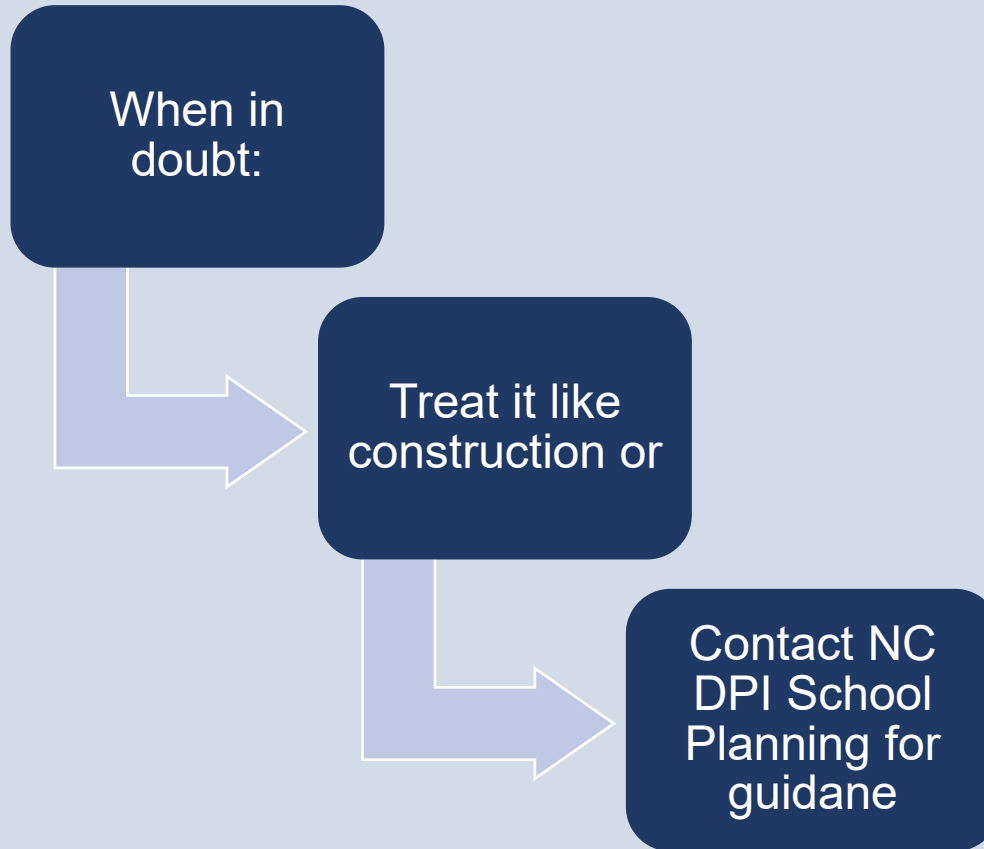 When in
doubt:
Treat it like
construction or
Contact NC
DPI School
Planning for
guidane